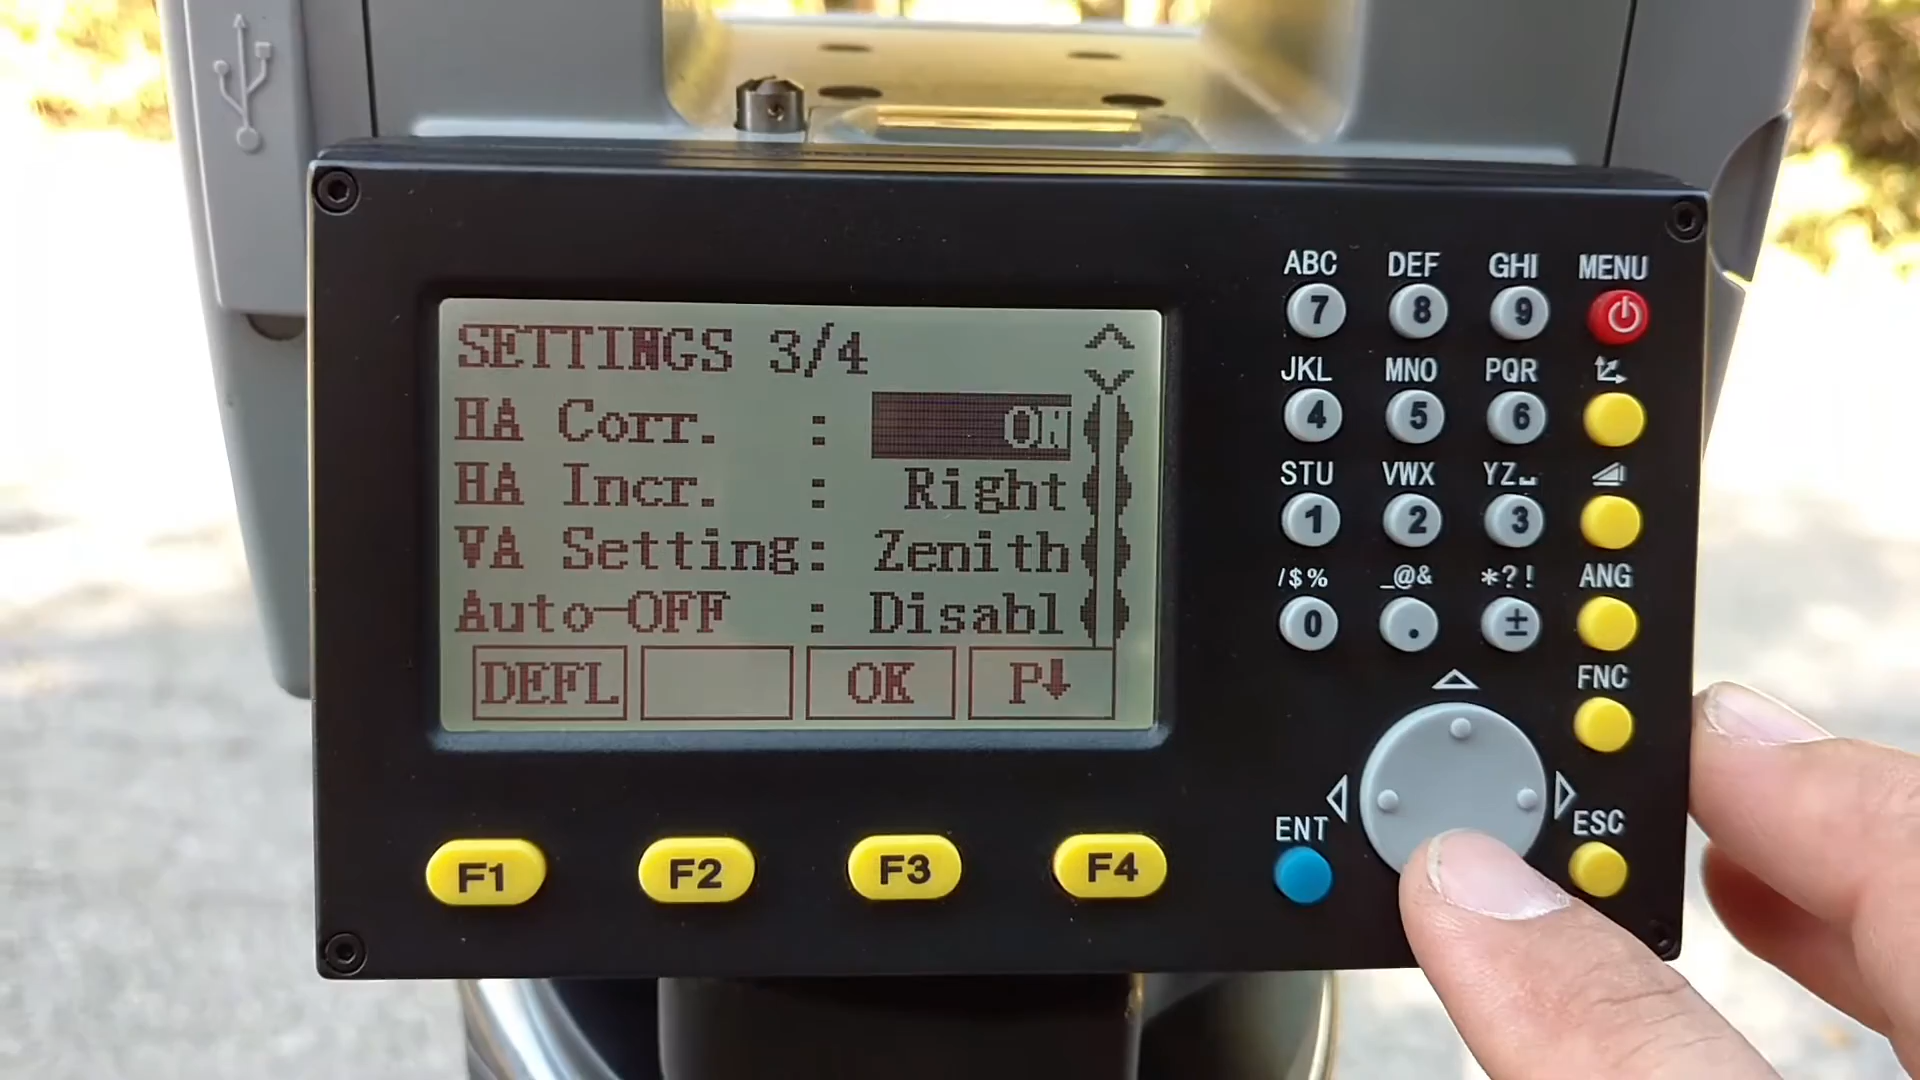 SETTINGS 3/4
HA Corr. : ON
HA Incr. : Right
VA Setting: Zenith
Auto-OFF : Disabl
DEFL OK P↓
F1 F2 F3 F4
ABC DEF GHI MENU
7 8 9
JKL MNO PQR
4 5 6
STU VWX YZ
1 2 3
/$% _@& *?! ANG
0 . ±
FNC
ENT ESC